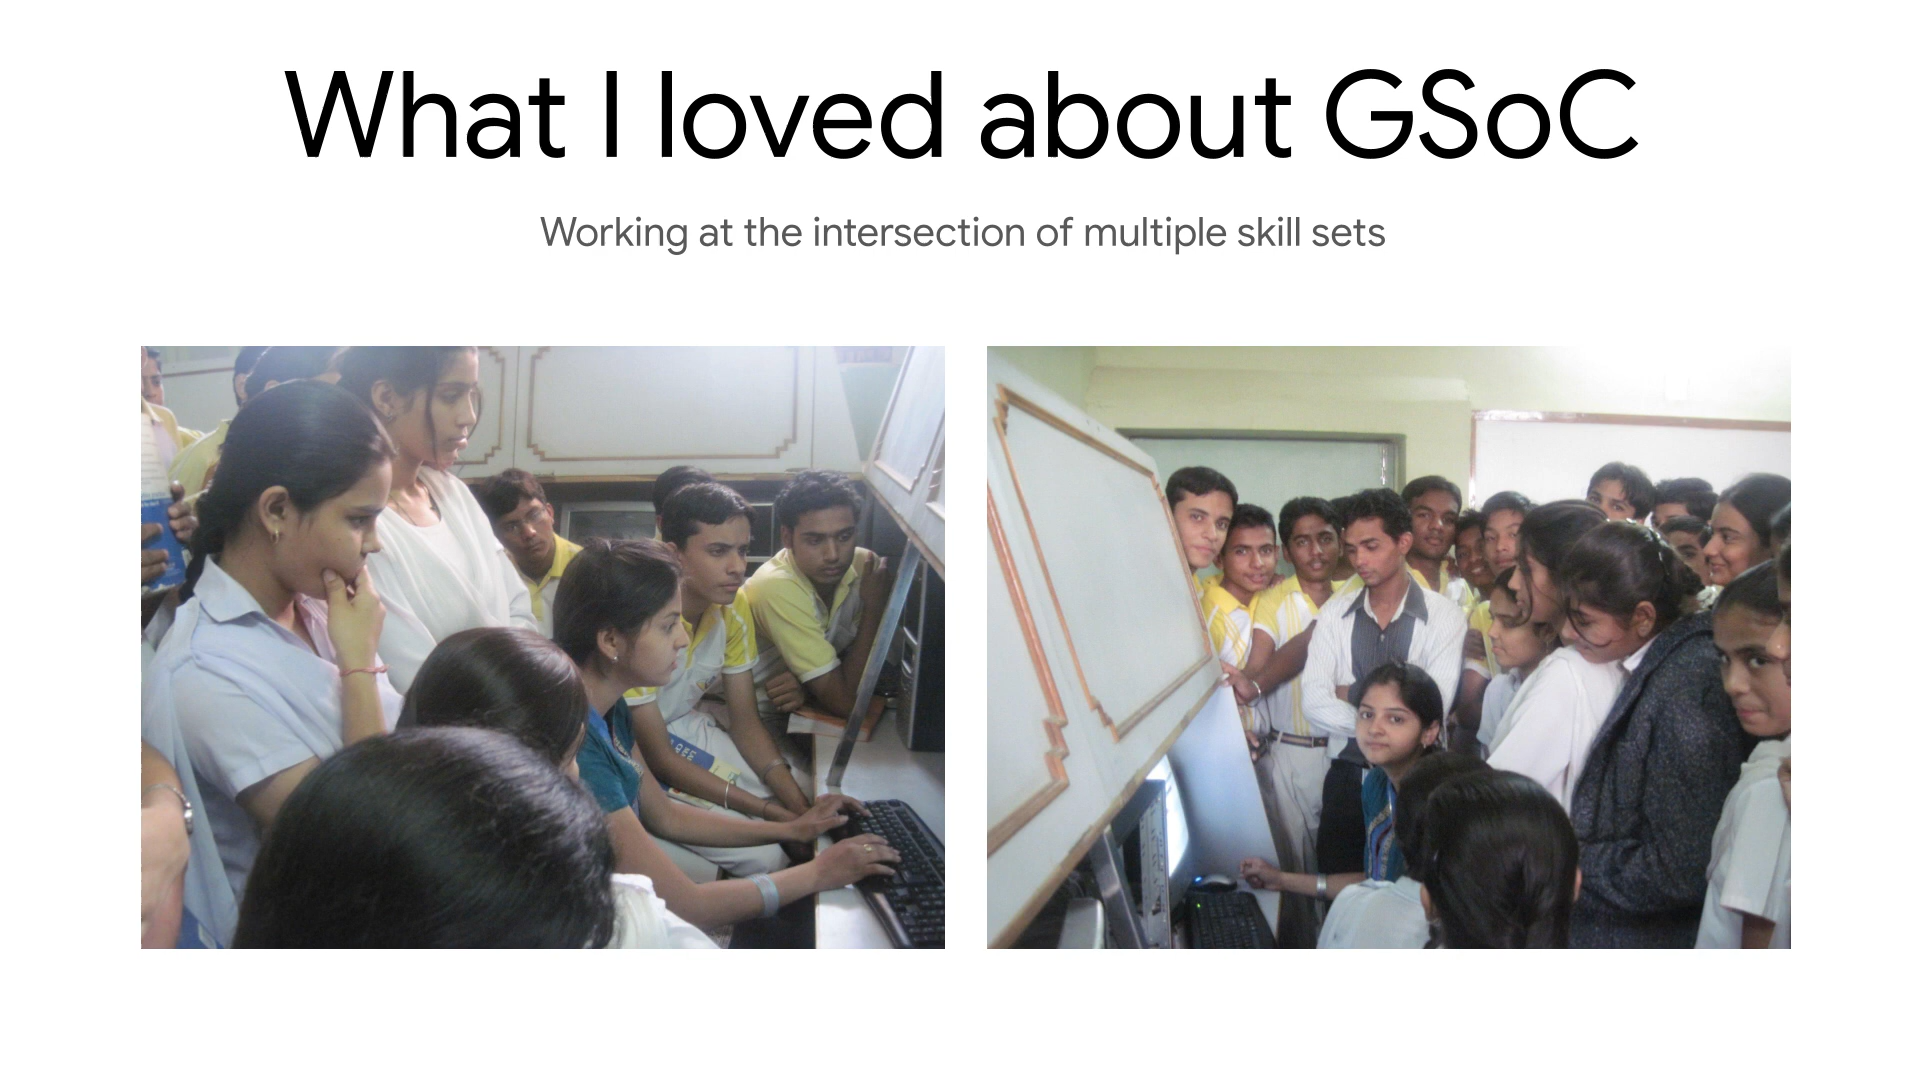 What I loved about GSoC
Working at the intersection of multiple skill sets